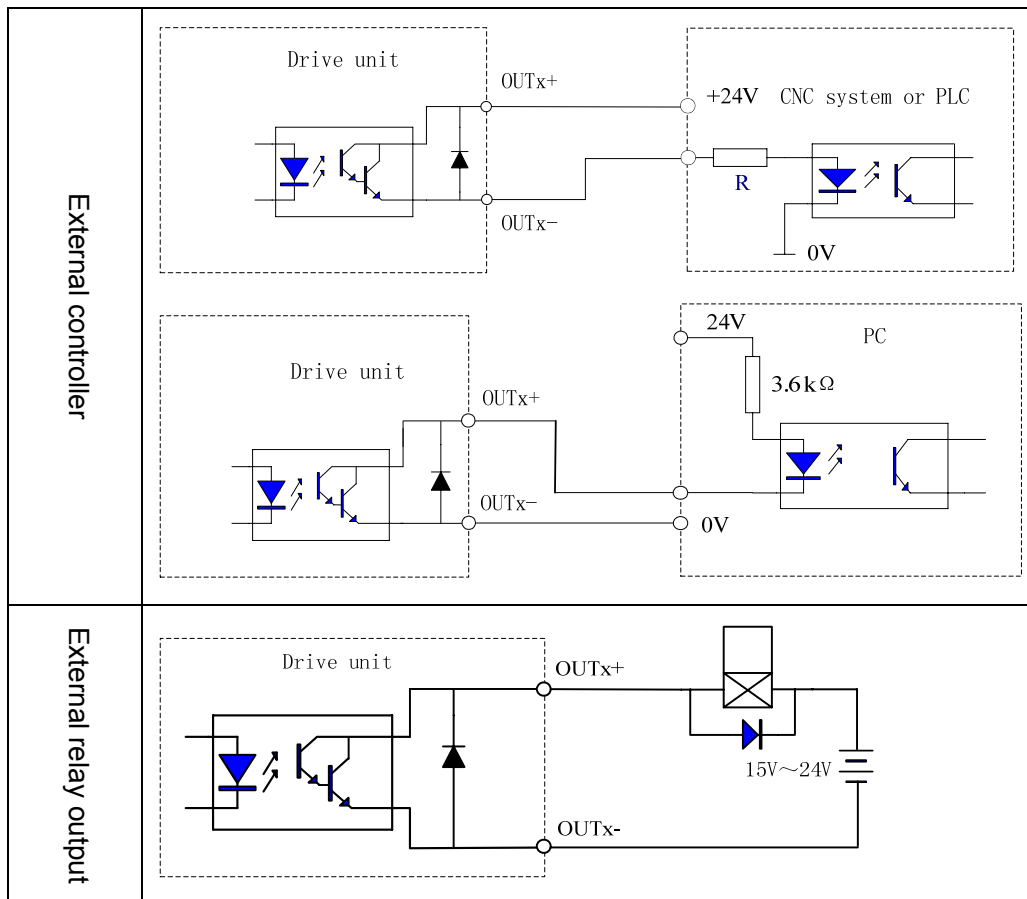 External controller
Drive unit
OUTx+
OUTx-
+24V
CNC system or PLC
R
0V
Drive unit
OUTx+
OUTx-
24V
PC
3.6kΩ
0V
External relay output
Drive unit
OUTx+
15V～24V
OUTx-